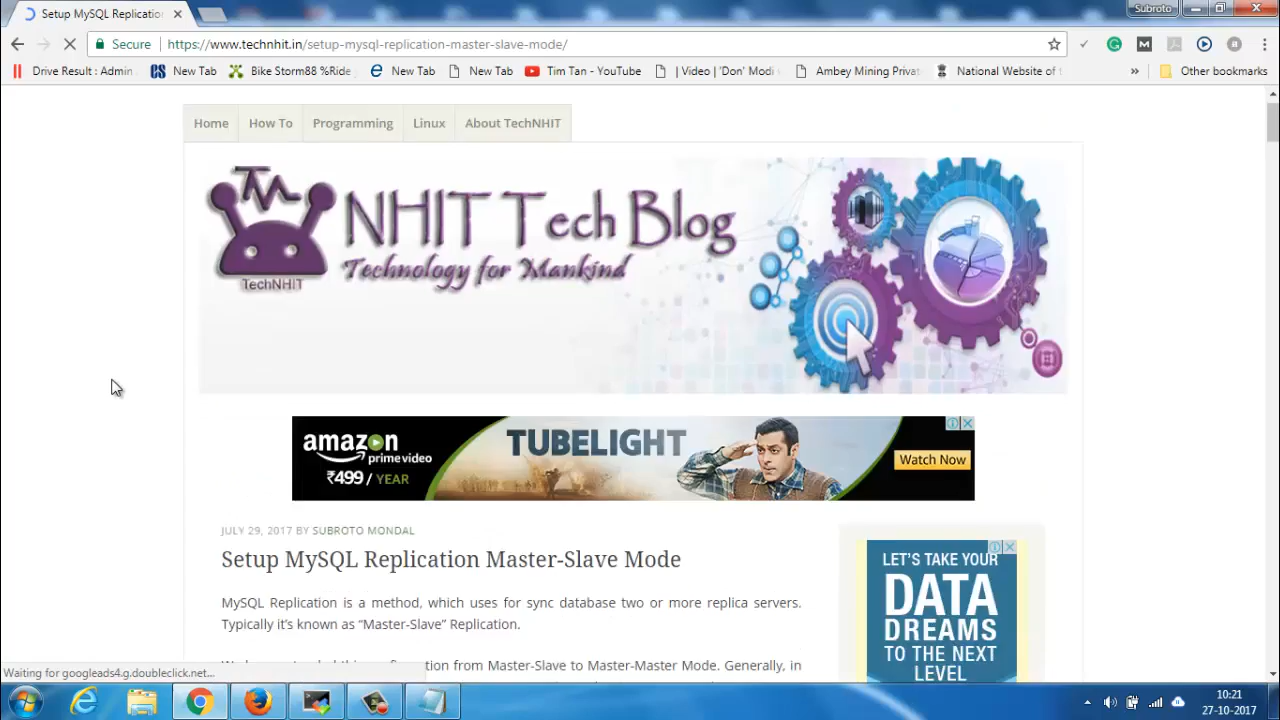 Setup MySQL Replication
Subroto
Secure
https://www.technhit.in/setup-mysql-replication-master-slave-mode/
Drive Result : Admin
New Tab
Bike Storm88 %Ride
New Tab
New Tab
Tim Tan - YouTube
| Video | 'Don' Modi
Ambey Mining Privat
National Website of
»
Other bookmarks
Home
How To
Programming
Linux
About TechNHIT
NHIT Tech Blog
Technology for Mankind
TechNHIT
amazon
prime video
₹499 / YEAR
TUBELIGHT
Watch Now
JULY 29, 2017 BY SUBROTO MONDAL
Setup MySQL Replication Master-Slave Mode
MySQL Replication is a method, which uses for sync database two or more replica servers.
Typically it's known as “Master-Slave” Replication.
tion from Master-Slave to Master-Master Mode. Generally, in
LET'S TAKE YOUR
DATA
DREAMS
TO THE NEXT
LEVEL
Waiting for googleads4.g.doubleclick.net...
10:21
27-10-2017